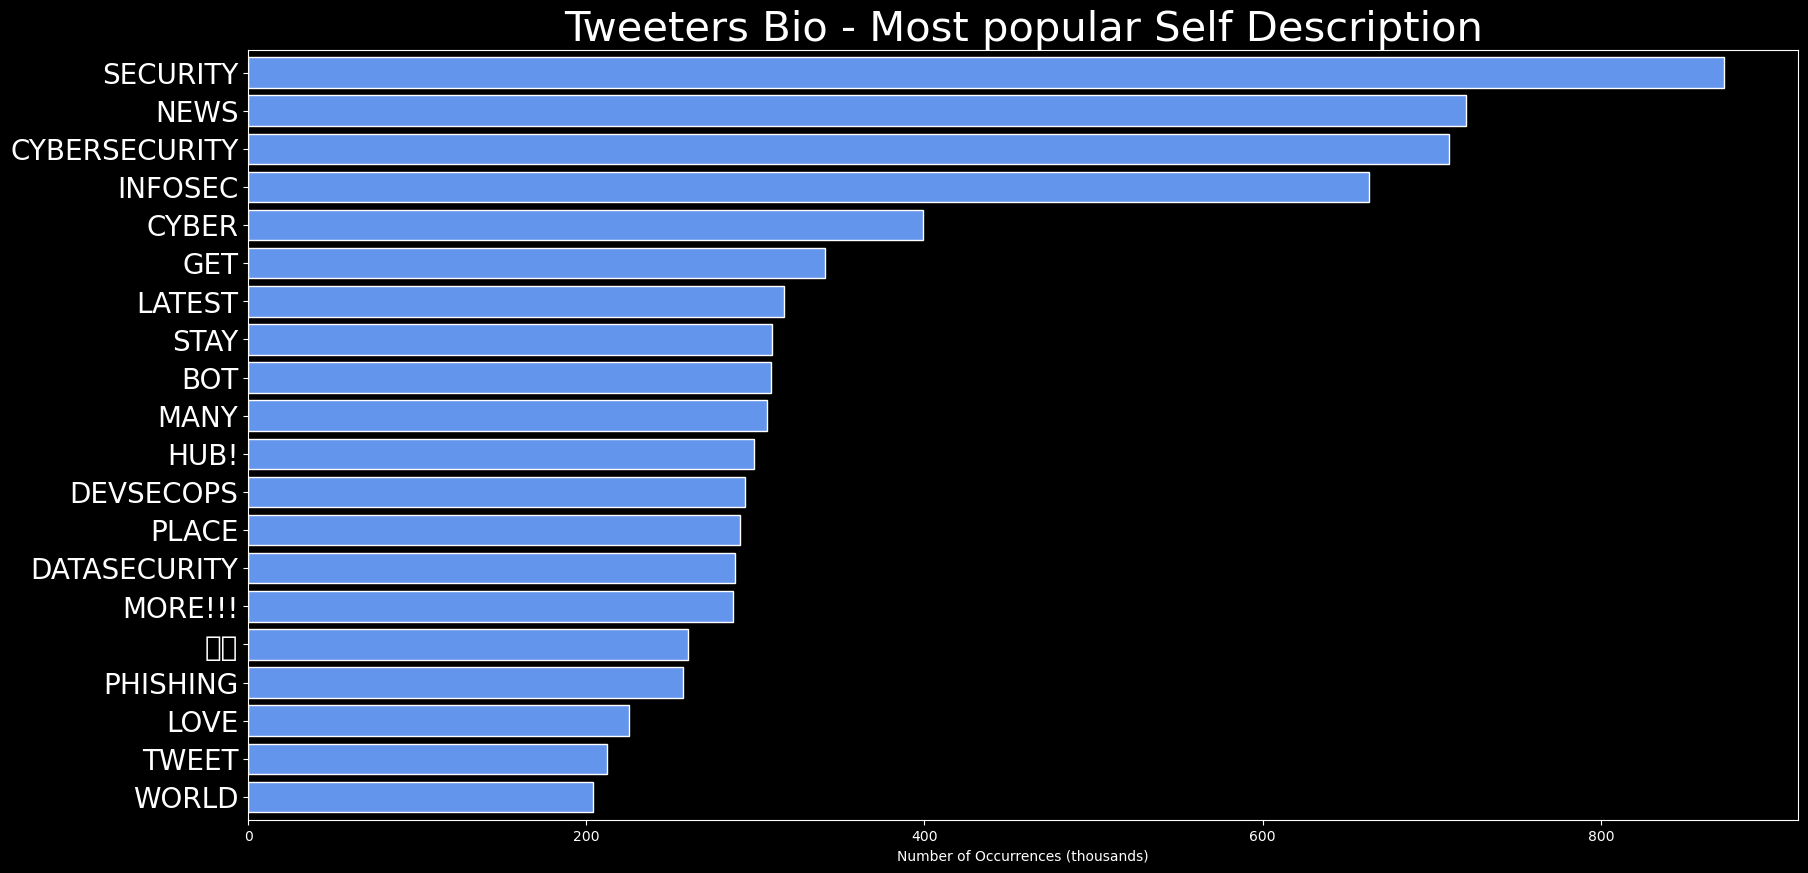 Tweeters Bio - Most popular Self Description
SECURITY
NEWS
CYBERSECURITY
INFOSEC
CYBER
GET
LATEST
STAY
BOT
MANY
HUB!
DEVSECOPS
PLACE
DATASECURITY
MORE!!!
PHISHING
LOVE
TWEET
WORLD
0 200 400 600 800
Number of Occurrences (thousands)